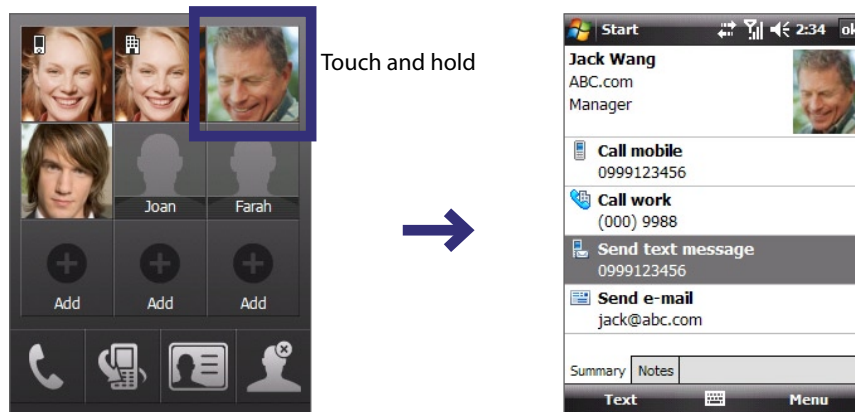 Touch and hold
Joan
Farah
Add
Add
Add
Start
2:34
ok
Jack Wang
ABC.com
Manager
Call mobile
0999123456
Call work
(000) 9988
Send text message
0999123456
Send e-mail
jack@abc.com
Summary
Notes
Text
Menu